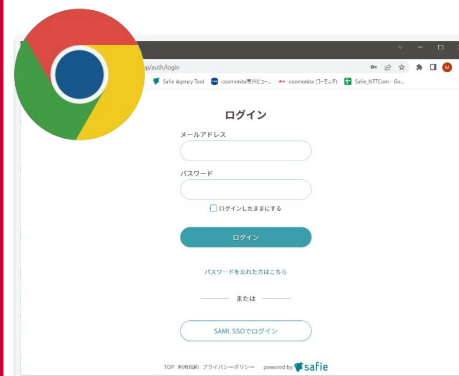 /auth/login
Safie Agency Tool
Safie_NTTCom - Go...
ログイン
メールアドレス
パスワード
ログインしたままにする
ログイン
パスワードを忘れた方はこちら
または
SAML SSOでログイン
TOP 利用規約 プライバシーポリシー powered by safie